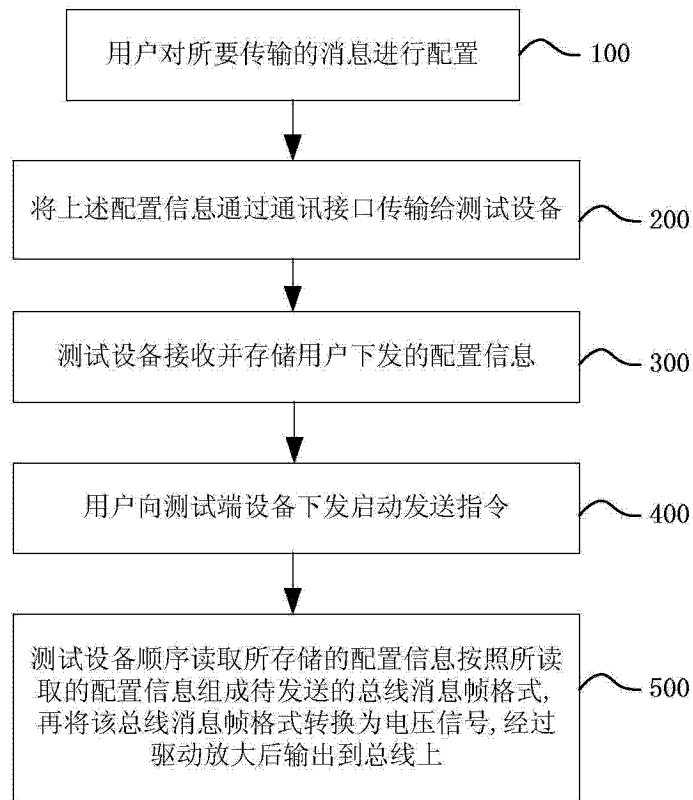 用户对所要传输的消息进行配置
100
将上述配置信息通过通讯接口传输给测试设备
200
测试设备接收并存储用户下发的配置信息
300
用户向测试端设备下发启动发送指令
400
测试设备顺序读取所存储的配置信息按照所读
取的配置信息组成待发送的总线消息帧格式,
再将该总线消息帧格式转换为电压信号,经过
驱动放大后输出到总线上
500